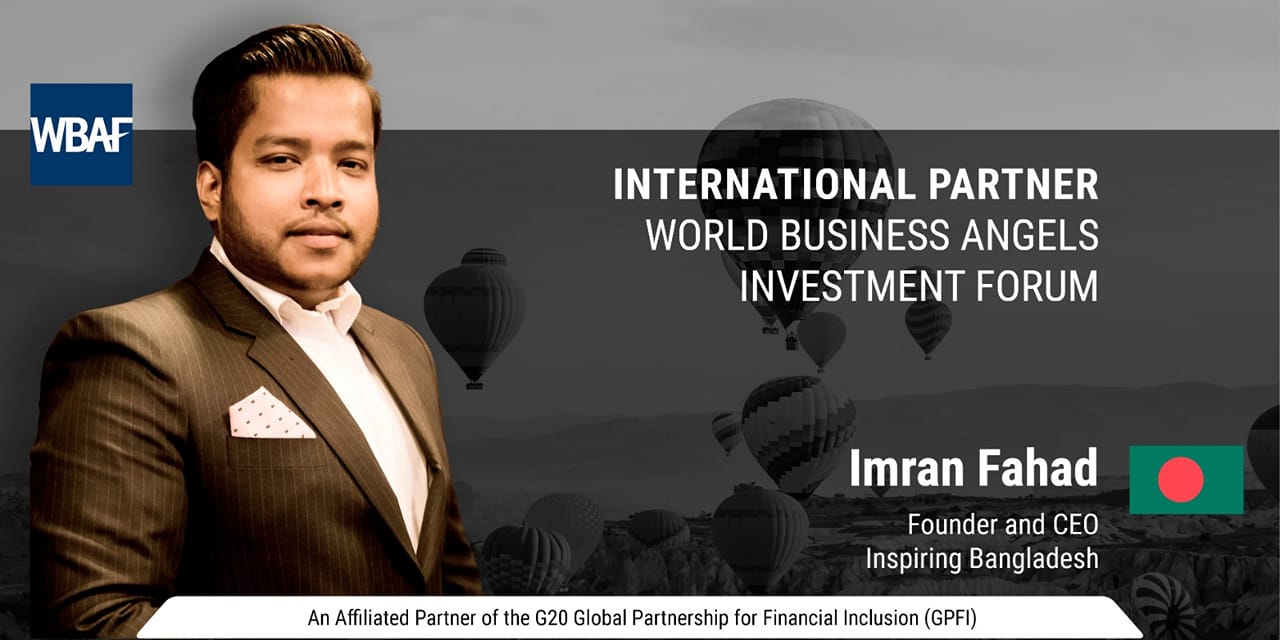 WBAF
INTERNATIONAL PARTNER
WORLD BUSINESS ANGELS
INVESTMENT FORUM
Imran Fahad
Founder and CEO
Inspiring Bangladesh
An Affiliated Partner of the G20 Global Partnership for Financial Inclusion (GPFI)